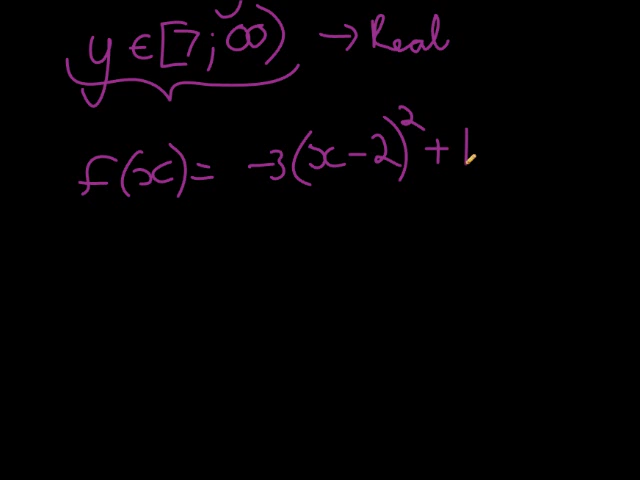 y ∈ [7; ∞) → Real
f(x) = -3(x-2)² + 1